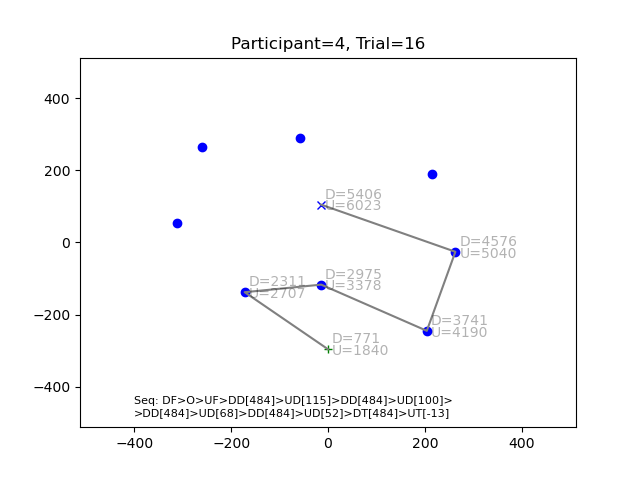 Participant=4, Trial=16
400
200
0
−200
−400
D=5406
U=6023
D=4576
U=5040
D=2311
U=2707
D=2975
U=3378
D=3741
U=4190
D=771
U=1840
Seq: DF>O>UF>DD[484]>UD[115]>DD[484]>UD[100]>
>DD[484]>UD[68]>DD[484]>UD[52]>DT[484]>UT[-13]
−400 −200 0 200 400